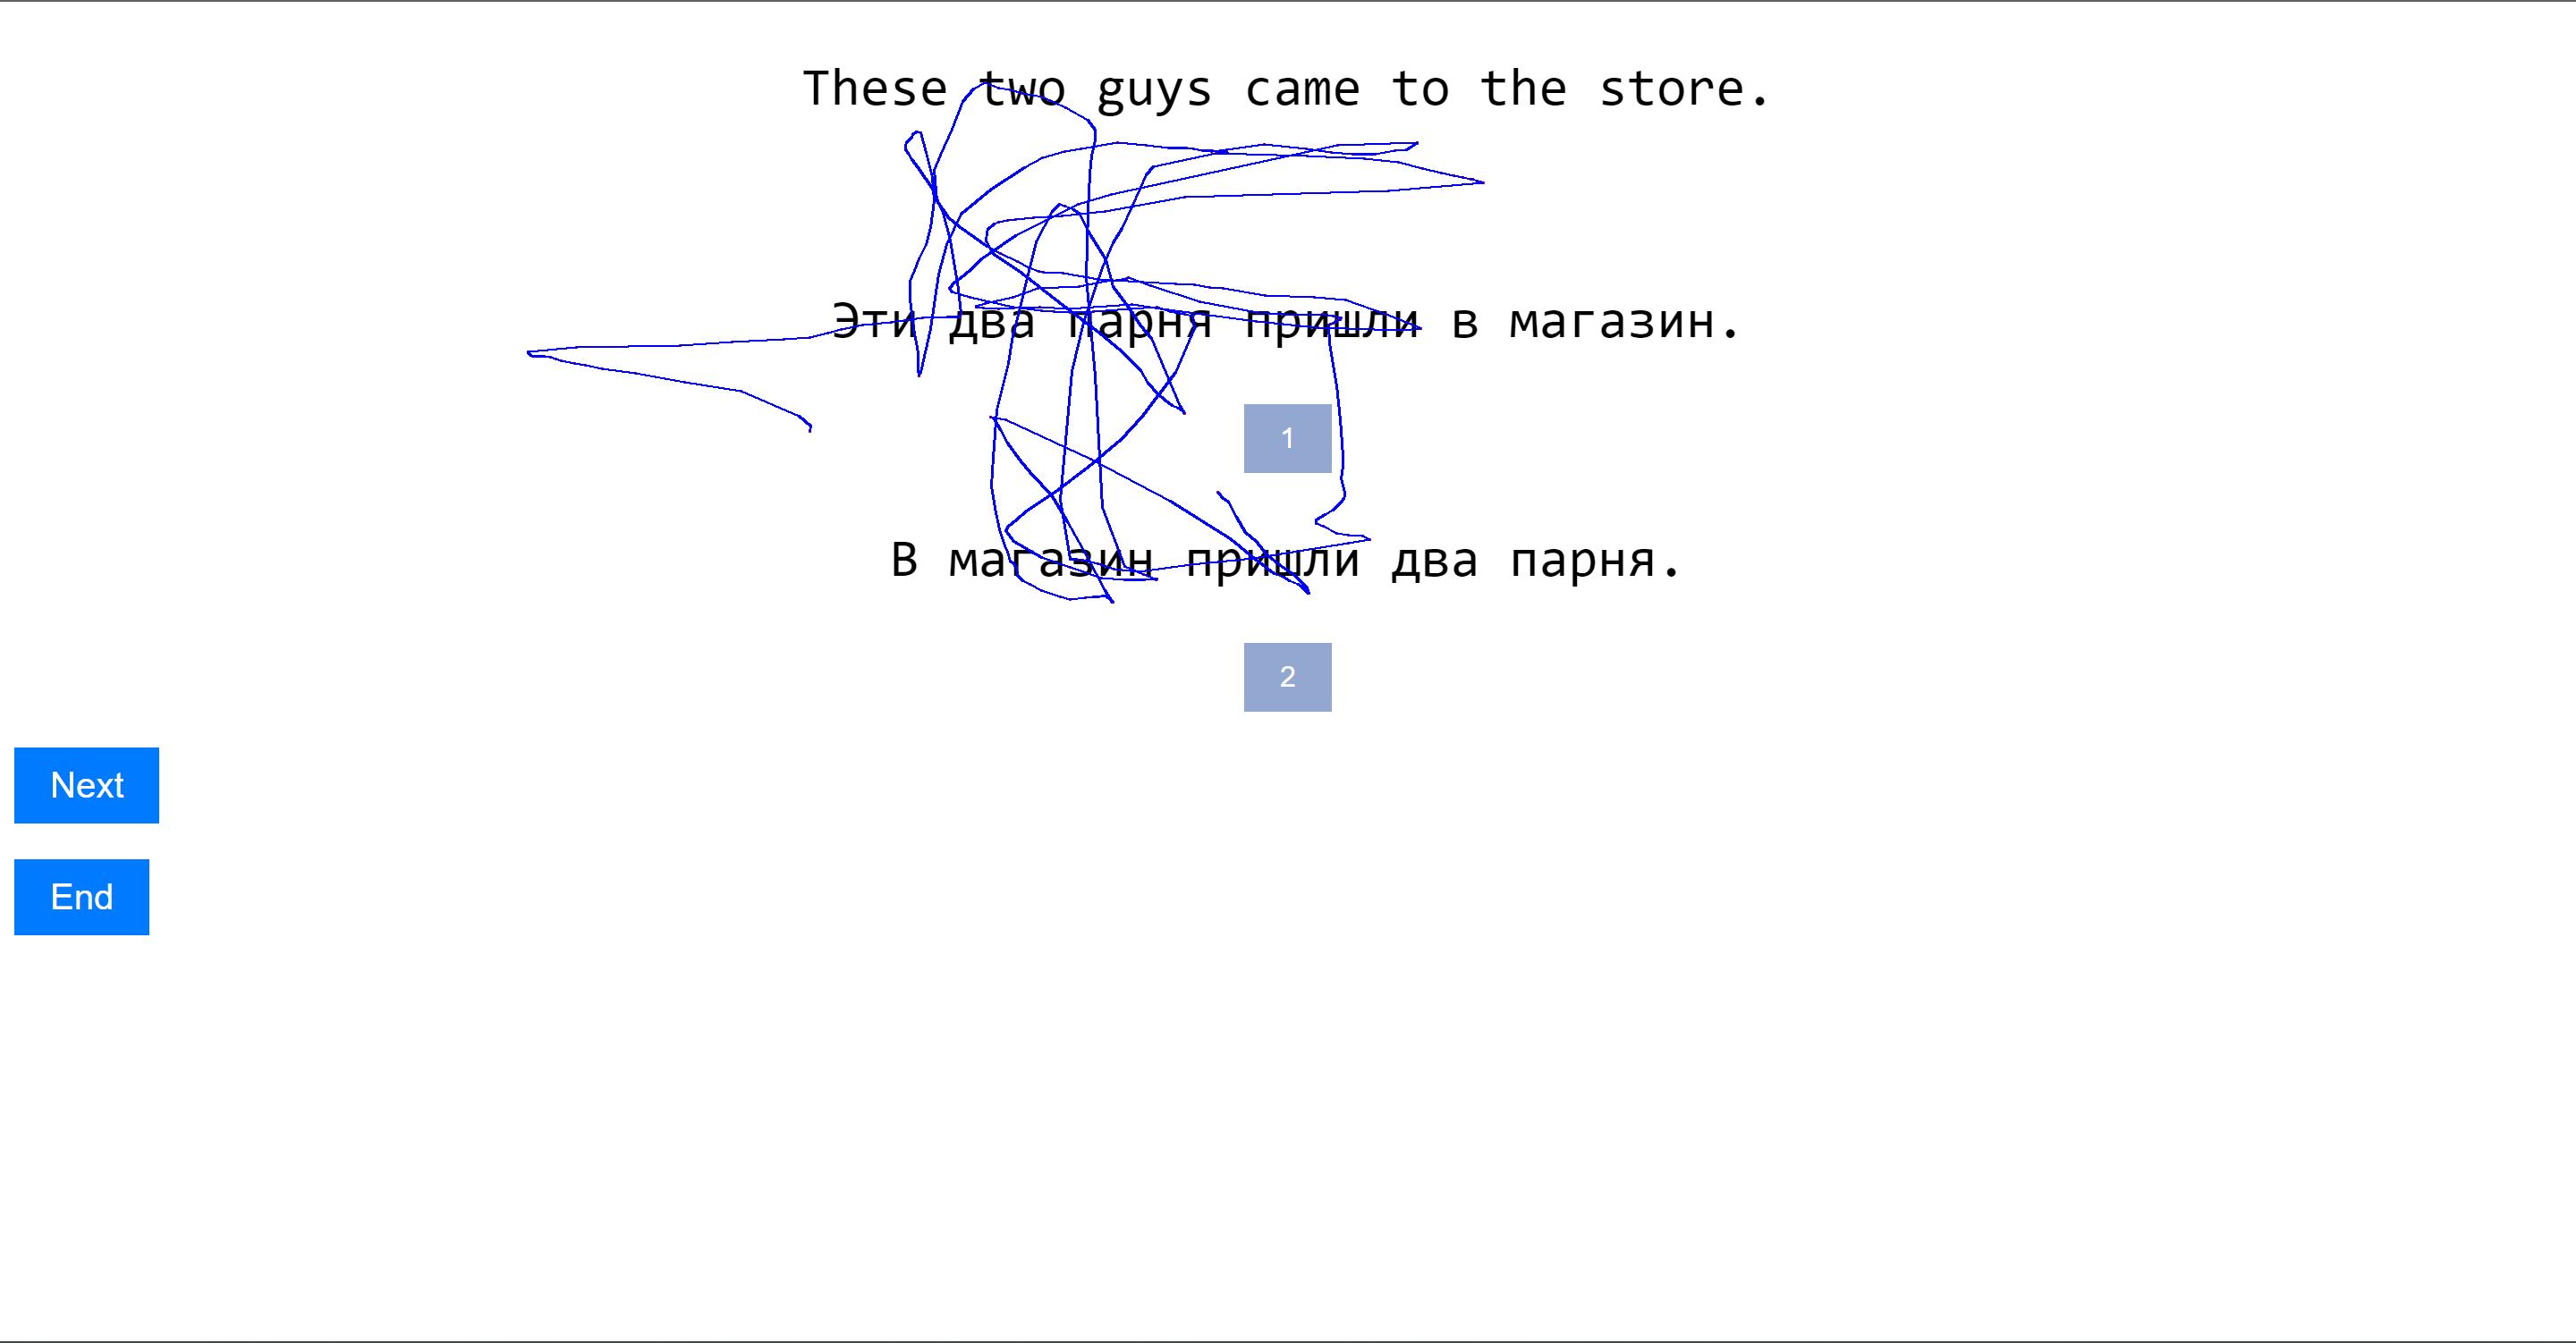 These two guys came to the store.
Эти два парня пришли в магазин.
1
В магазин пришли два парня.
2
Next
End